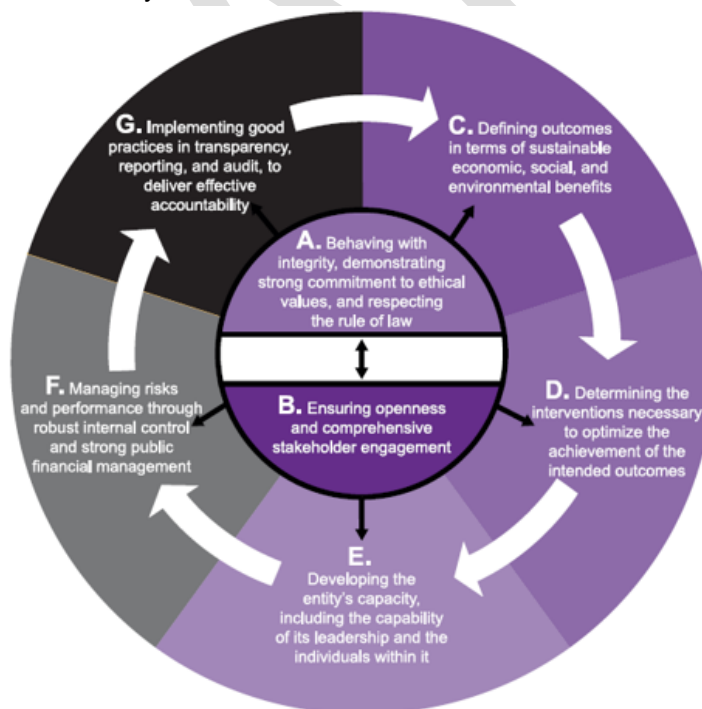 G. Implementing good
practices in transparency,
reporting, and audit, to
deliver effective
accountability
C. Defining outcomes
in terms of sustainable
economic, social, and
environmental benefits
A. Behaving with
integrity, demonstrating
strong commitment to ethical
values, and respecting
the rule of law
B. Ensuring openness
and comprehensive
stakeholder engagement
F. Managing risks
and performance through
robust internal control
and strong public
financial management
D. Determining the
interventions necessary
to optimize the
achievement of the
intended outcomes
E.
Developing the
entity's capacity,
including the capability
of its leadership and the
individuals within it